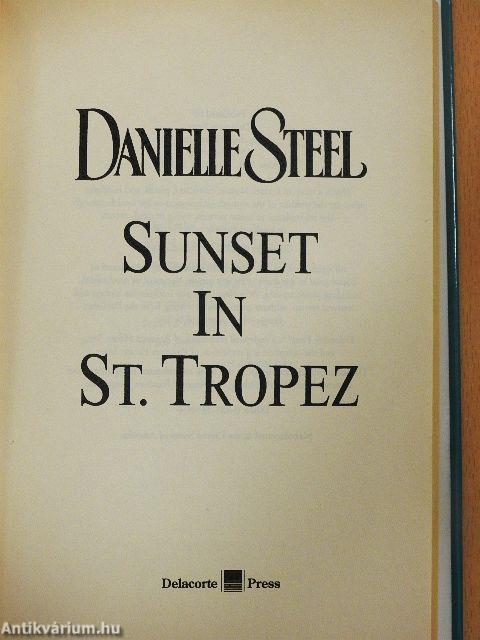 DANIELLE STEEL
SUNSET
IN
ST. TROPEZ
Delacorte Press
Antikvárium.hu